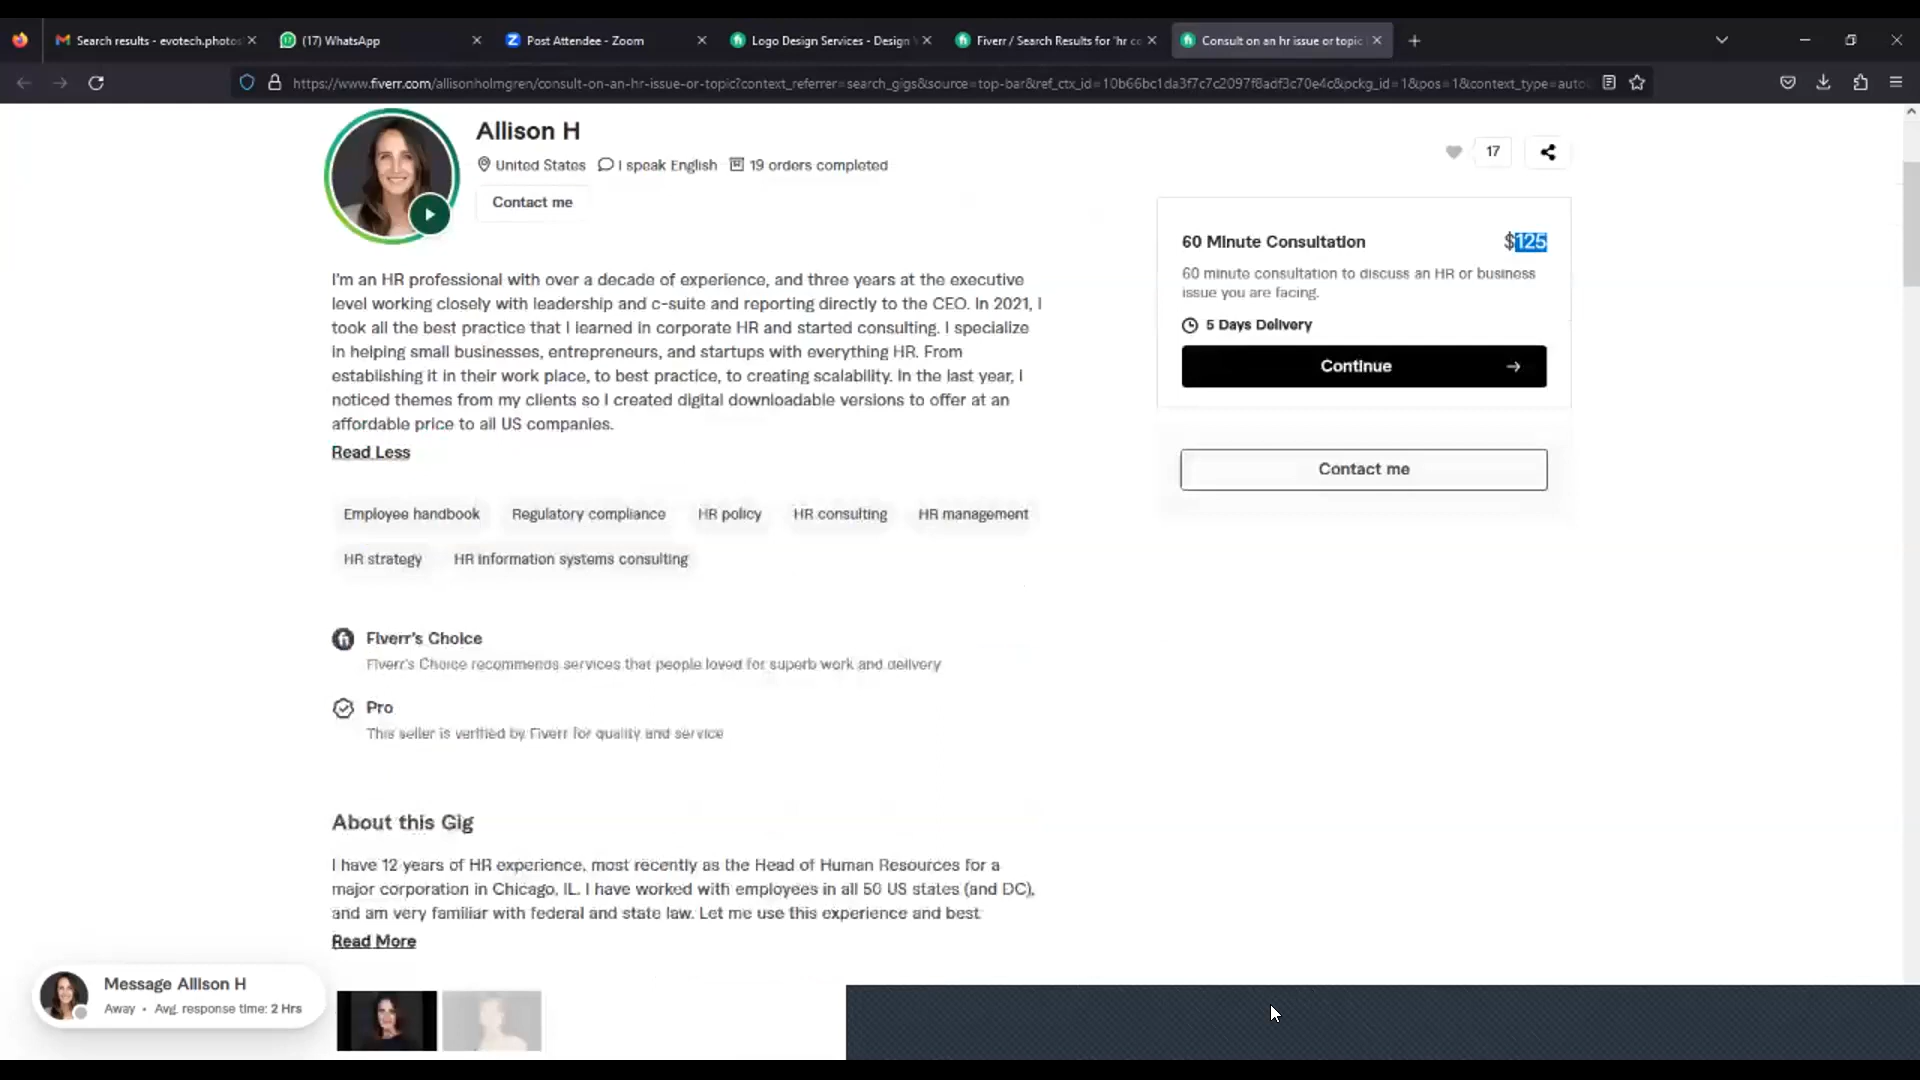 Search results - evotech.photos
(17) WhatsApp
Post Attendee - Zoom
Logo Design Services - Design
Fiverr / Search Results for 'hr co
Consult on an hr issue or topic
https://www.fiverr.com/allisonholmgren/consult-on-an-hr-issue-or-topic?context_referrer=search_gigs&source=top-bar&ref_ctx_id=10b66bc1da3f7c7c2097f8adf3c70e4c&pckg_id=1&pos=1&context_type=auto
Allison H
United States
I speak English
19 orders completed
Contact me
17
I'm an HR professional with over a decade of experience, and three years at the executive
level working closely with leadership and c-suite and reporting directly to the CEO. In 2021, I
took all the best practice that I learned in corporate HR and started consulting. I specialize
in helping small businesses, entrepreneurs, and startups with everything HR. From
establishing it in their work place, to best practice, to creating scalability. In the last year, I
noticed themes from my clients so I created digital downloadable versions to offer at an
affordable price to all US companies.
Read Less
60 Minute Consultation
$125
60 minute consultation to discuss an HR or business
issue you are facing.
5 Days Delivery
Continue
Contact me
Employee handbook
Regulatory compliance
HR policy
HR consulting
HR management
HR strategy
HR information systems consulting
Fiverr's Choice
Fiverr's Choice recommends services that people loved for superb work and delivery
Pro
This seller is verified by Fiverr for quality and service
About this Gig
I have 12 years of HR experience, most recently as the Head of Human Resources for a
major corporation in Chicago, IL. I have worked with employees in all 50 US states (and DC),
and am very familiar with federal and state law. Let me use this experience and best
Read More
Message Allison H
Away • Avg. response time: 2 Hrs